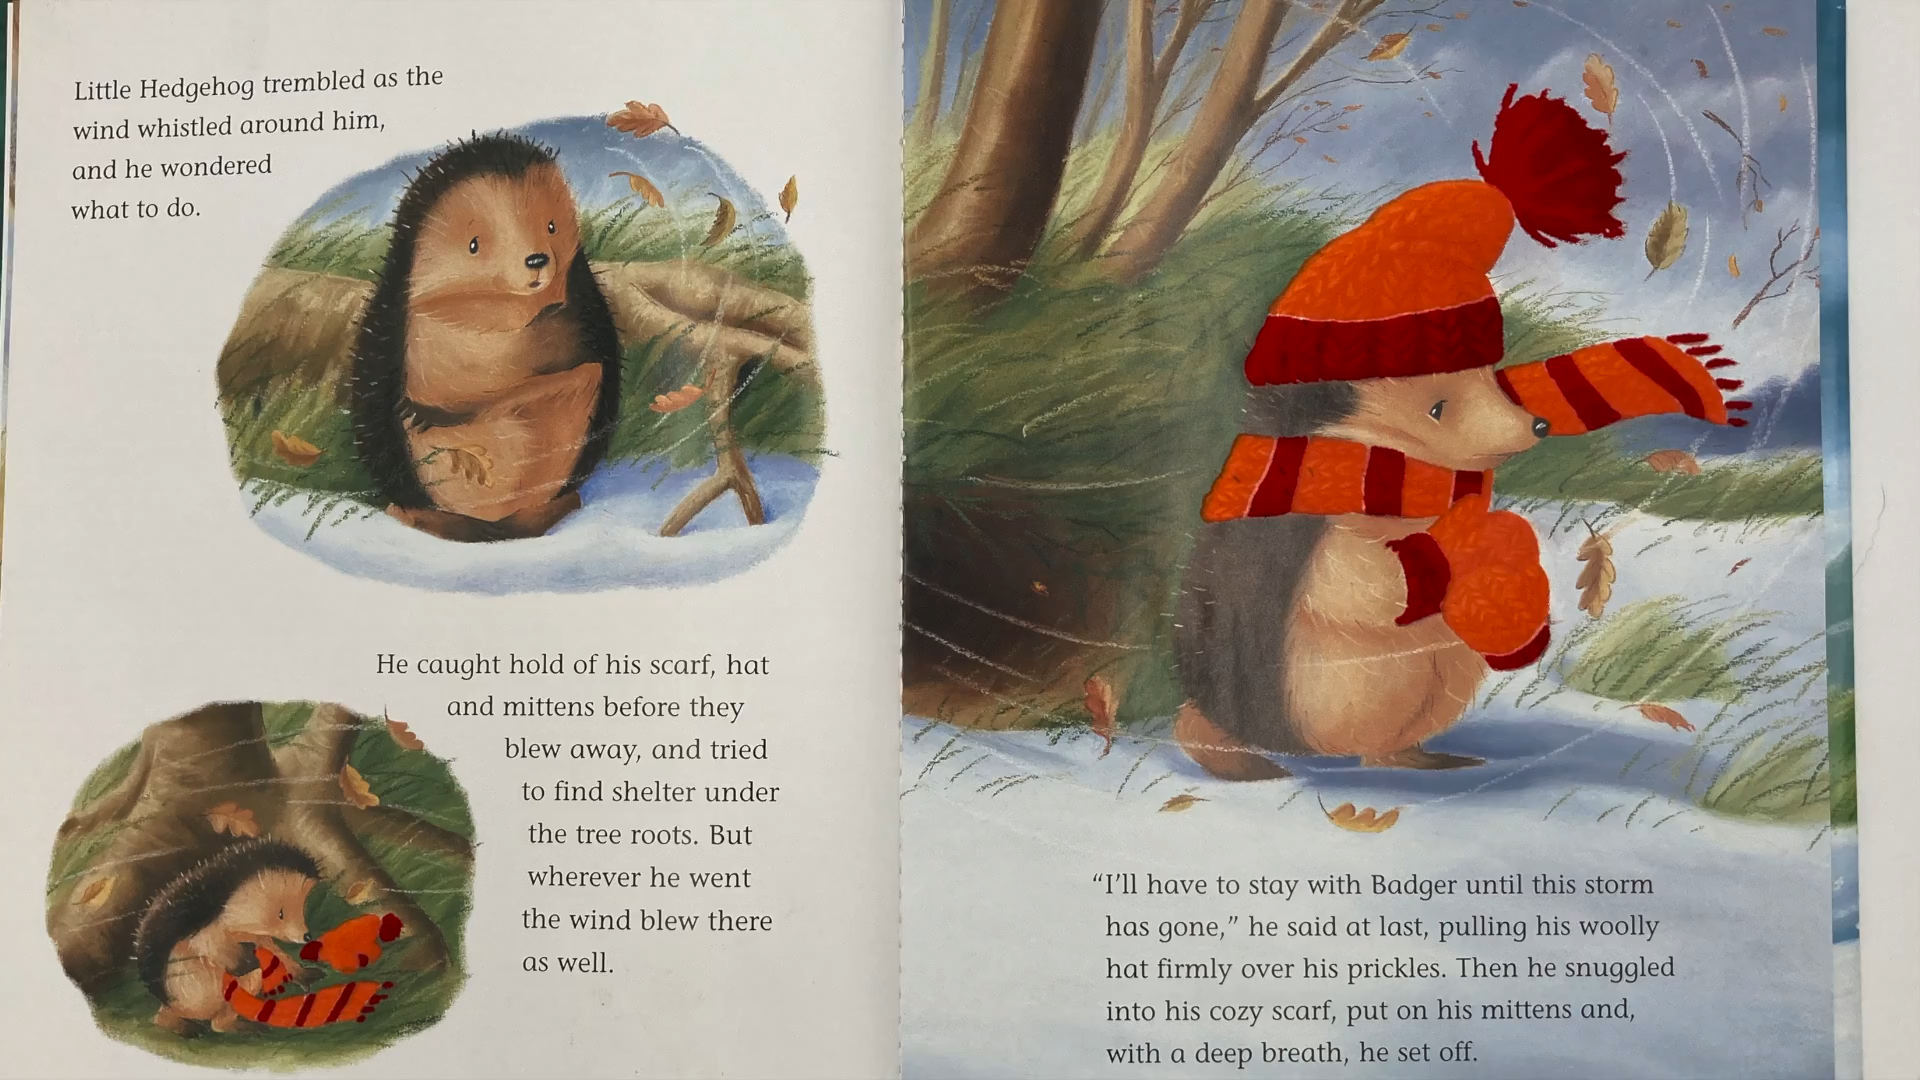 Little Hedgehog trembled as the
wind whistled around him,
and he wondered
what to do.
He caught hold of his scarf, hat
and mittens before they
blew away, and tried
to find shelter under
the tree roots. But
wherever he went
the wind blew there
as well.
“I’ll have to stay with Badger until this storm
has gone,” he said at last, pulling his woolly
hat firmly over his prickles. Then he snuggled
into his cozy scarf, put on his mittens and,
with a deep breath, he set off.